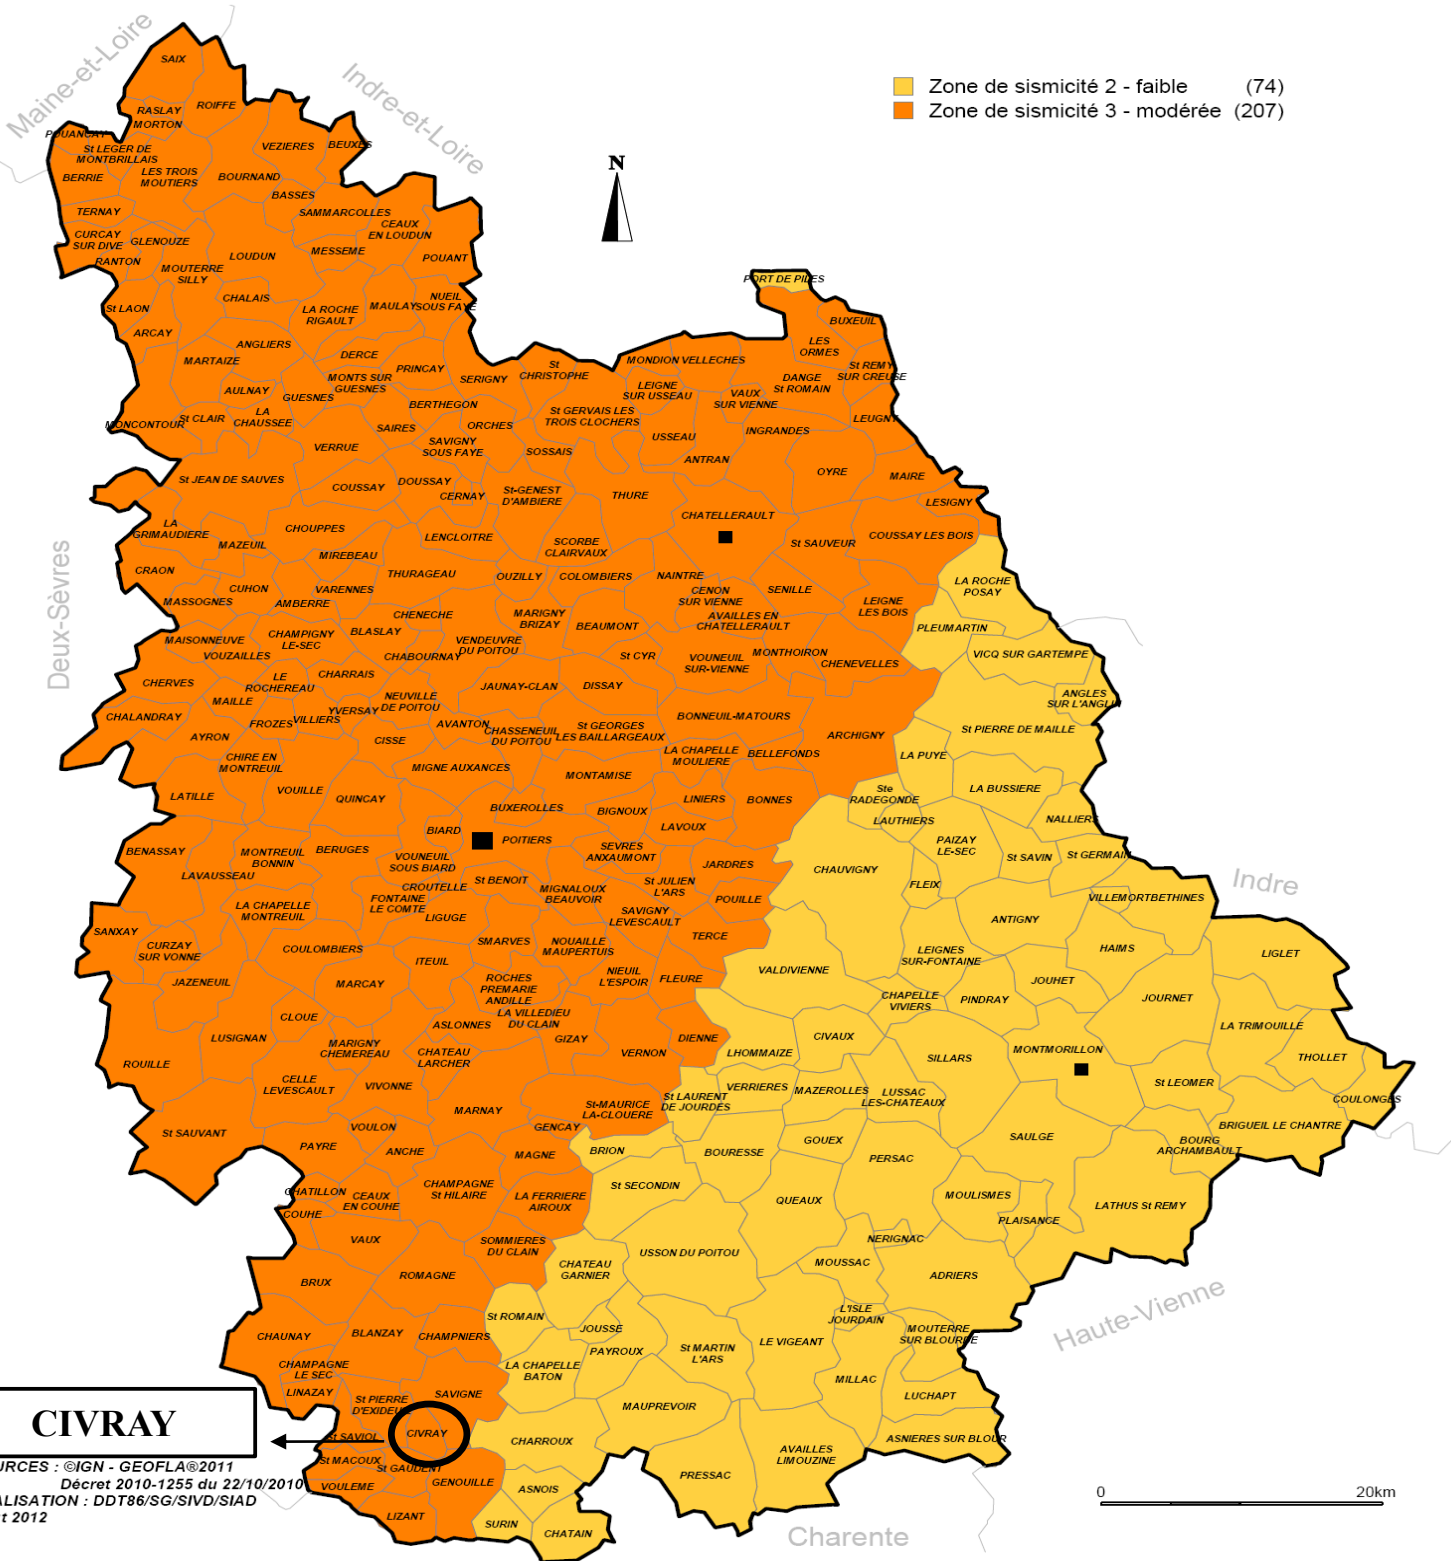 Maine-et-Loire
Indre-et-Loire
Zone de sismicité 2 - faible (74)
Zone de sismicité 3 - modérée (207)
N
SAIX
ROIFFE
RASLAY
MORTON
POUANCAY
St LEGER DE
MONTBRILLAIS
VEZIERES
BEUXES
BERRIE
LES TROIS
MOUTIERS
BOURNAND
BASSES
TERNAY
SAMMARCOLLES
CEAUX
EN LOUDUN
CURCAY
SUR DIVE
GLENOUZE
RANTON
MOUTERRE
SILLY
LOUDUN
MESSEME
POUANT
St LAON
CHALAIS
LA ROCHE
RIGAULT
MAULAY
NUEIL
SOUS FAYE
PORT DE PILES
ARCAY
ANGLIERS
MARTAIZE
DERCE
PRINCAY
MONTS SUR
GUESNES
SERIGNY
St
CHRISTOPHE
MONDION
VELLECHES
LES
ORMES
BUXEUIL
St REMY
SUR CREUSE
DANGE
St ROMAIN
LEIGNE
SUR USSEAU
VAUX
SUR VIENNE
AULNAY
LA
CHAUSSEE
GUESNES
BERTHEGON
MONCONTOUR
St CLAIR
SAIRES
ORCHES
St GERVAIS LES
TROIS CLOCHERS
USSEAU
INGRANDES
LEUGNY
VERRUE
SAVIGNY
SOUS FAYE
SOSSAIS
ANTRAN
OYRE
MAIRE
St JEAN DE SAUVES
COUSSAY
DOUSSAY
CERNAY
St-GENEST
D'AMBIERE
THURE
CHATELLERAULT
LESIGNY
LA
GRIMAUDIERE
MAZEUIL
CHOUPPES
MIREBEAU
LENCLOITRE
SCORBE
CLAIRVAUX
St SAUVEUR
COUSSAY LES BOIS
Deux-Sèvres
CRAON
CUHON
VARENNES
THURAGEAU
OUZILLY
COLOMBIERS
NAINTRE
CENON
SUR VIENNE
SENILLE
LEIGNE
LES BOIS
LA ROCHE
POSAY
MASSOGNES
AMBERRE
CHENECHE
MARIGNY
BRIZAY
BEAUMONT
AVAILLES EN
CHATELLERAULT
PLEUMARTIN
MAISONNEUVE
VOUZAILLES
CHAMPIGNY
LE-SEC
BLASLAY
CHABOURNAY
VENDEUVRE
DU POITOU
St CYR
VOUNEUIL
SUR-VIENNE
MONTHOIRON
CHENEVELLES
VICQ SUR GARTEMPE
CHERVES
MAILLE
LE
ROCHEREAU
CHARRAIS
NEUVILLE
DE POITOU
JAUNAY-CLAN
DISSAY
ANGLES
SUR L'ANGLIN
CHALANDRAY
AYRON
FROZES
VILLIERS
YVERSAY
CISSE
AVANTON
CHASSENEUIL
DU POITOU
St GEORGES
LES BAILLARGEAUX
BONNEUIL-MATOURS
ARCHIGNY
St PIERRE DE MAILLE
CHIRE EN
MONTREUIL
MIGNE AUXANCES
MONTAMISE
LA CHAPELLE
MOULIERE
BELLEFONDS
LA PUYE
LATILLE
VOUILLE
QUINCAY
BUXEROLLES
BIGNOUX
LINIERS
BONNES
Ste
RADEGONDE
LA BUSSIERE
LAUTHIERS
NALLIERS
BENASSAY
LAVAUSSEAU
MONTREUIL
BONNIN
BERUGES
BIARD
POITIERS
LAVOUX
PAIZAY
LE-SEC
St SAVIN
St GERMAIN
VOUNEUIL
SOUS BIARD
SEVRES
ANXAUMONT
JARDRES
CHAUVIGNY
FLEIX
Indre
CROUTELLE
FONTAINE
LE COMTE
St BENOIT
MIGNALOUX
BEAUVOIR
St JULIEN
L'ARS
POUILLE
VILLEMORT
BETHINES
LA CHAPELLE
MONTREUIL
LIGUGE
SAVIGNY
LEVESCAULT
ANTIGNY
SANXAY
CURZAY
SUR VONNE
COULOMBIERS
SMARVES
NOUAILLE
MAUPERTUIS
TERCE
LEIGNES
SUR-FONTAINE
HAIMS
LIGLET
JAZENEUIL
MARCAY
ITEUIL
ROCHES
PREMARIE
ANDILLE
NIEUIL
L'ESPOIR
FLEURE
VALDIVIENNE
CHAPELLE
VIVIERS
PINDRAY
JOUHET
JOURNET
CLOUE
ASLONNES
LA VILLEDIEU
DU CLAIN
LA TRIMOUILLE
ROUILLE
LUSIGNAN
MARIGNY
CHEMEREAU
CHATEAU
LARCHER
GIZAY
VERNON
DIENNE
LHOMMAIZE
CIVAUX
SILLARS
MONTMORILLON
THOLLET
CELLE
LEVESCAULT
VIVONNE
MARNAY
St-MAURICE
LA-CLOUERE
St LAURENT
DE JOURDES
VERRIERES
MAZEROLLES
LUSSAC
LES-CHATEAUX
St LEOMER
COULONGES
St SAUVANT
PAYRE
VOULON
ANCHE
GENCAY
MAGNE
BRION
BOURESSE
GOUEX
PERSAC
SAULGE
BOURG
ARCHAMBAULT
BRIGUEIL LE CHANTRE
CHATILLON
COUHE
CEAUX
EN COUHE
CHAMPAGNE
St HILAIRE
LA FERRIERE
AIROUX
St SECONDIN
QUEAUX
MOULISMES
PLAISANCE
LATHUS St REMY
VAUX
SOMMIERES
DU CLAIN
CHATEAU
GARNIER
USSON DU POITOU
NERIGNAC
MOUSSAC
ADRIERS
BRUX
ROMAGNE
St ROMAIN
JOUSSE
L'ISLE
JOURDAIN
Haute-Vienne
CHAUNAY
BLANZAY
CHAMPNIERS
PAYROUX
St MARTIN
L'ARS
LE VIGEANT
MOUTERRE
SUR BLOURDE
CHAMPAGNE
LE SEC
LINAZAY
LA CHAPELLE
BATON
MILLAC
LUCHAPT
St PIERRE
D'EXIDEUIL
SAVIGNE
MAUPREVOIR
CIVRAY
St SAVIOL
CIVRAY
CHARROUX
AVAILLES
LIMOUZINE
ASNIERES SUR BLOUR
St MACOUX
St GAUDENT
PRESSAC
VOULEME
GENOUILLE
ASNOIS
LIZANT
SURIN
CHATAIN
URCES : ©IGN - GEOFLA®2011
Décret 2010-1255 du 22/10/2010
ALISATION : DDT86/SG/SIVD/SIAD
t 2012
0 20km
Charente